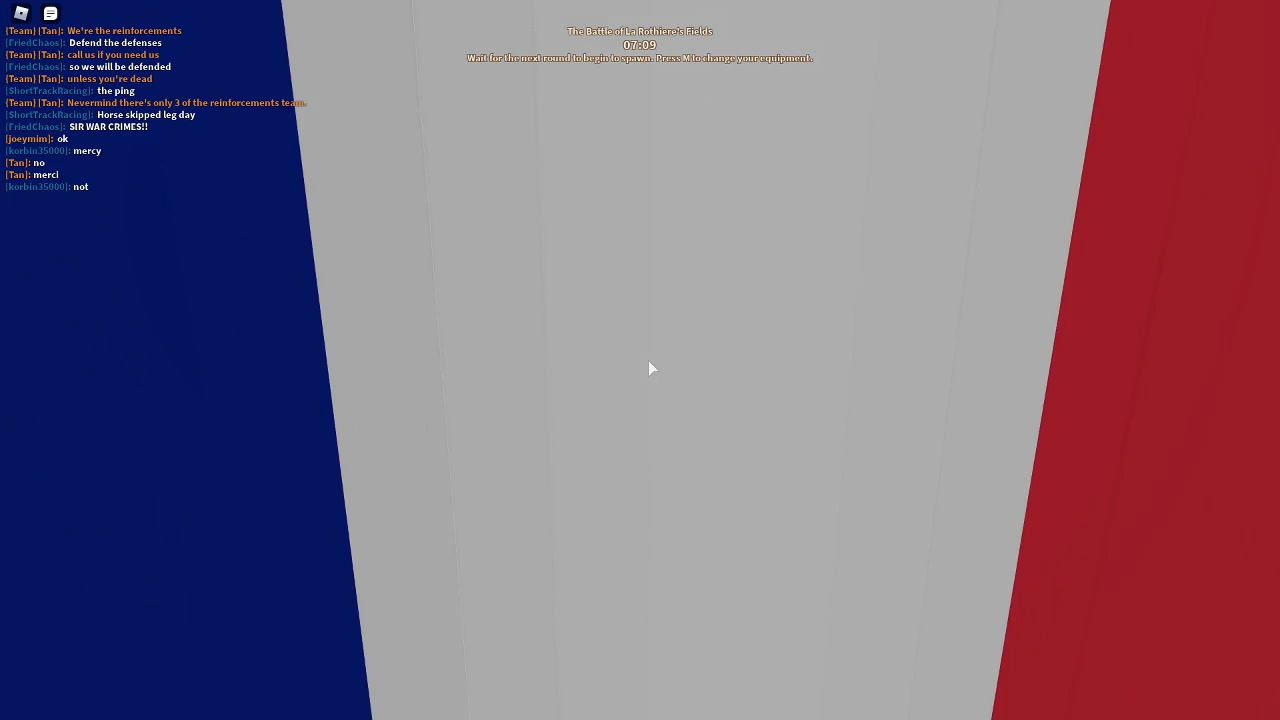 {Team} [Tan]: We're the reinforcements
[FriedChaos]: Defend the defenses
{Team} [Tan]: call us if you need us
[FriedChaos]: so we will be defended
{Team} [Tan]: unless you're dead
[ShortTrackRacing]: the ping
{Team} [Tan]: Nevermind there's only 3 of the reinforcements team.
[ShortTrackRacing]: Horse skipped leg day
[FriedChaos]: SIR WAR CRIMES!!
[joeymim]: ok
[korbin35000]: mercy
[Tan]: no
[Tan]: merci
[korbin35000]: not
The Battle of La Rothiere's Fields
07:09
Wait for the next round to begin to spawn. Press M to change your equipment.